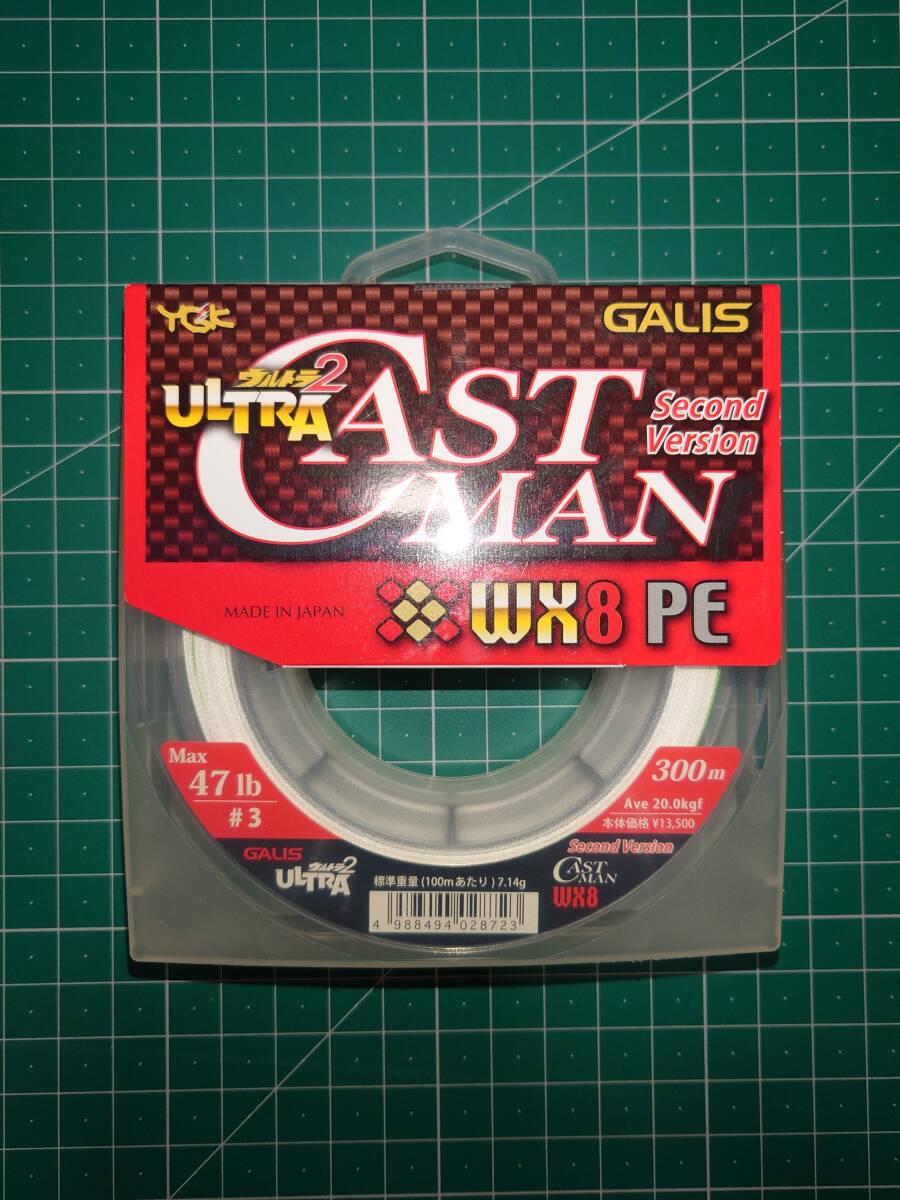 YGK
GALIS
ウルトラ2
ULTRA
CAST
MAN
Second
Version
MADE IN JAPAN
WX8 PE
Max
47 lb
#3
300m
Ave 20.0kgf
本体価格 ¥13,500
GALIS
ウルトラ2
ULTRA
標準重量(100mあたり)7.14g
4 988494 028723
Second Version
CAST
MAN
WX8